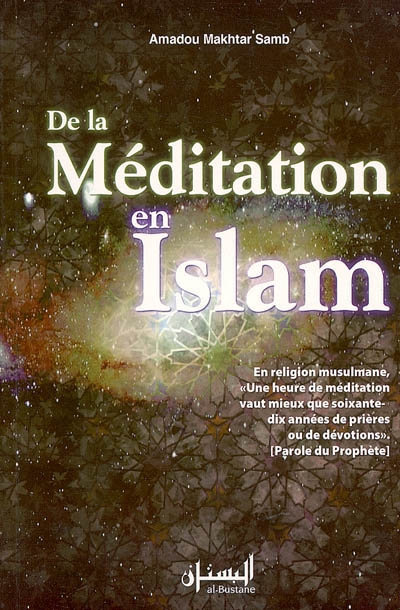 Amadou Makhtar Samb
De la
Méditation
en
Islam
En religion musulmane,
«Une heure de méditation
vaut mieux que soixante-
dix années de prières
ou de dévotions».
[Parole du Prophète]
البستان
al-Bustane